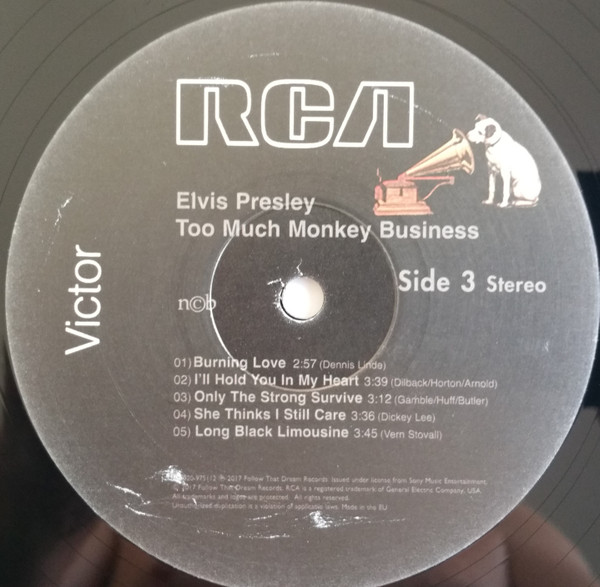 RCA
Elvis Presley
Too Much Monkey Business
Victor
Side 3 Stereo
n©b
01) Burning Love 2:57 (Dennis Linde)
02) I'll Hold You In My Heart 3:39 (Dilback/Horton/Arnold)
03) Only The Strong Survive 3:12 (Gamble/Huff/Butler)
04) She Thinks I Still Care 3:36 (Dickey Lee)
05) Long Black Limousine 3:45 (Vern Stovall)
℗ 2017 Follow That Dream Records. Issued under license from Sony Music Entertainment.
2017 Follow That Dream Records. RCA is a registered trademark of General Electric Company, USA.
All trademarks and logos are protected. All rights reserved.
Unauthorized duplication is a violation of applicable laws. Made in the EU